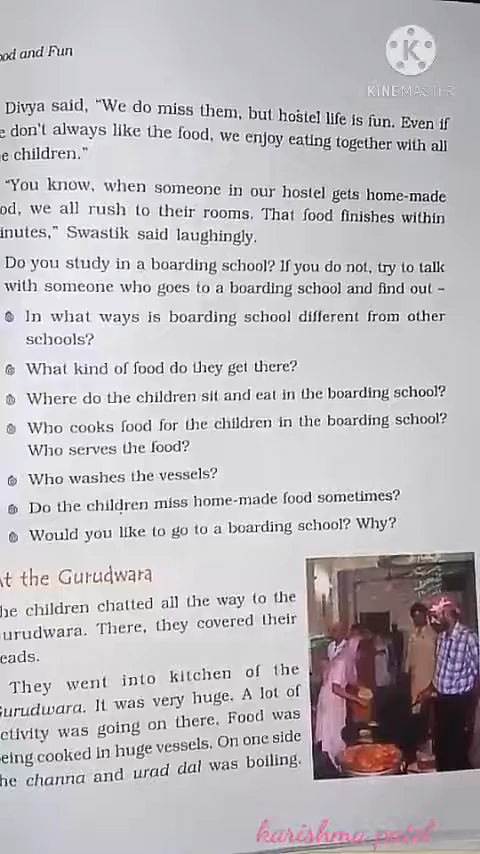 ood and Fun
KINEMASTER
Divya said, “We do miss them, but hostel life is fun. Even if
e don't always like the food, we enjoy eating together with all
e children.”
“You know, when someone in our hostel gets home-made
od, we all rush to their rooms. That food finishes within
inutes,” Swastik said laughingly.
Do you study in a boarding school? If you do not, try to talk
with someone who goes to a boarding school and find out –
In what ways is boarding school different from other
schools?
What kind of food do they get there?
Where do the children sit and eat in the boarding school?
Who cooks food for the children in the boarding school?
Who serves the food?
Who washes the vessels?
Do the children miss home-made food sometimes?
Would you like to go to a boarding school? Why?
At the Gurudwara
he children chatted all the way to the
urudwara. There, they covered their
eads.
They went into kitchen of the
Gurudwara. It was very huge. A lot of
ctivity was going on there. Food was
eing cooked in huge vessels. On one side
he channa and urad dal was boiling.
karishma patel